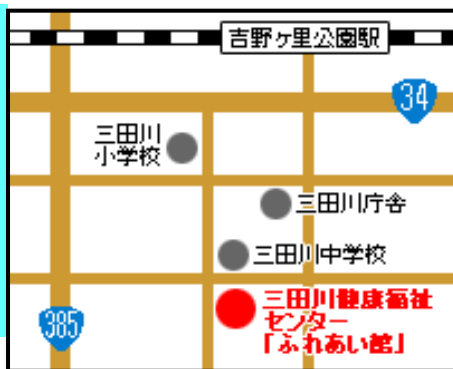 吉野ヶ里公園駅
34
三田川
小学校
三田川庁舎
三田川中学校
三田川健康福祉
センター
「ふれあい館」
385